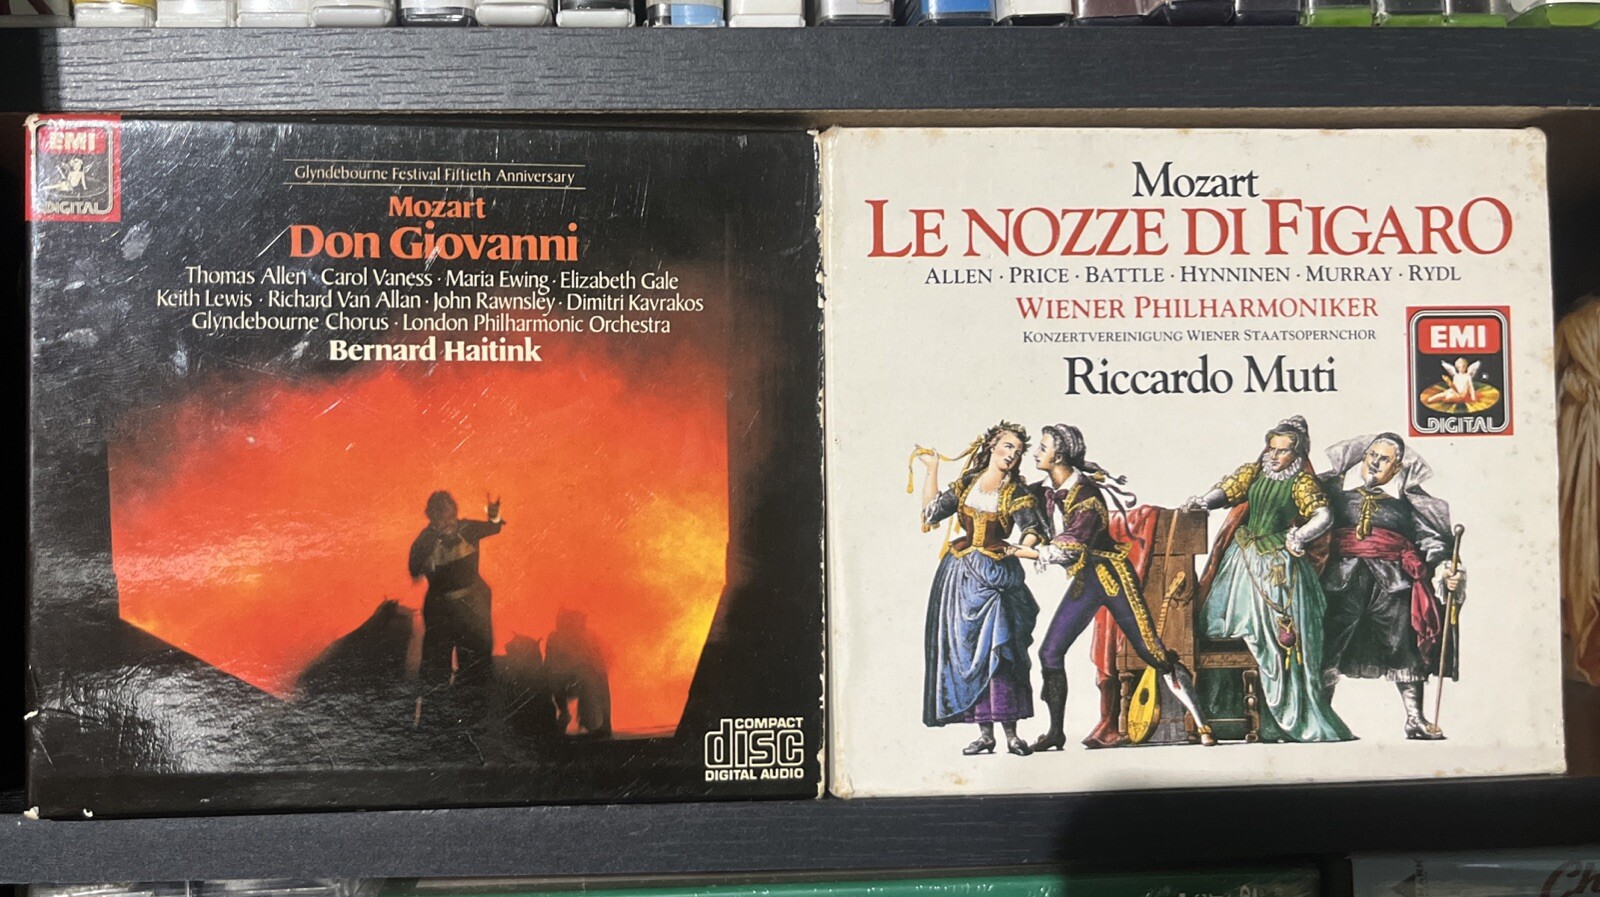 EMI
DIGITAL
Glyndebourne Festival Fiftieth Anniversary
Mozart
Don Giovanni
Thomas Allen · Carol Vaness · Maria Ewing · Elizabeth Gale
Keith Lewis · Richard Van Allan · John Rawnsley · Dimitri Kavrakos
Glyndebourne Chorus · London Philharmonic Orchestra
Bernard Haitink
COMPACT
disc
DIGITAL AUDIO
Mozart
LE NOZZE DI FIGARO
ALLEN · PRICE · BATTLE · HYNNINEN · MURRAY · RYDL
WIENER PHILHARMONIKER
KONZERTVEREINIGUNG WIENER STAATSOPERNCHOR
Riccardo Muti
EMI
DIGITAL